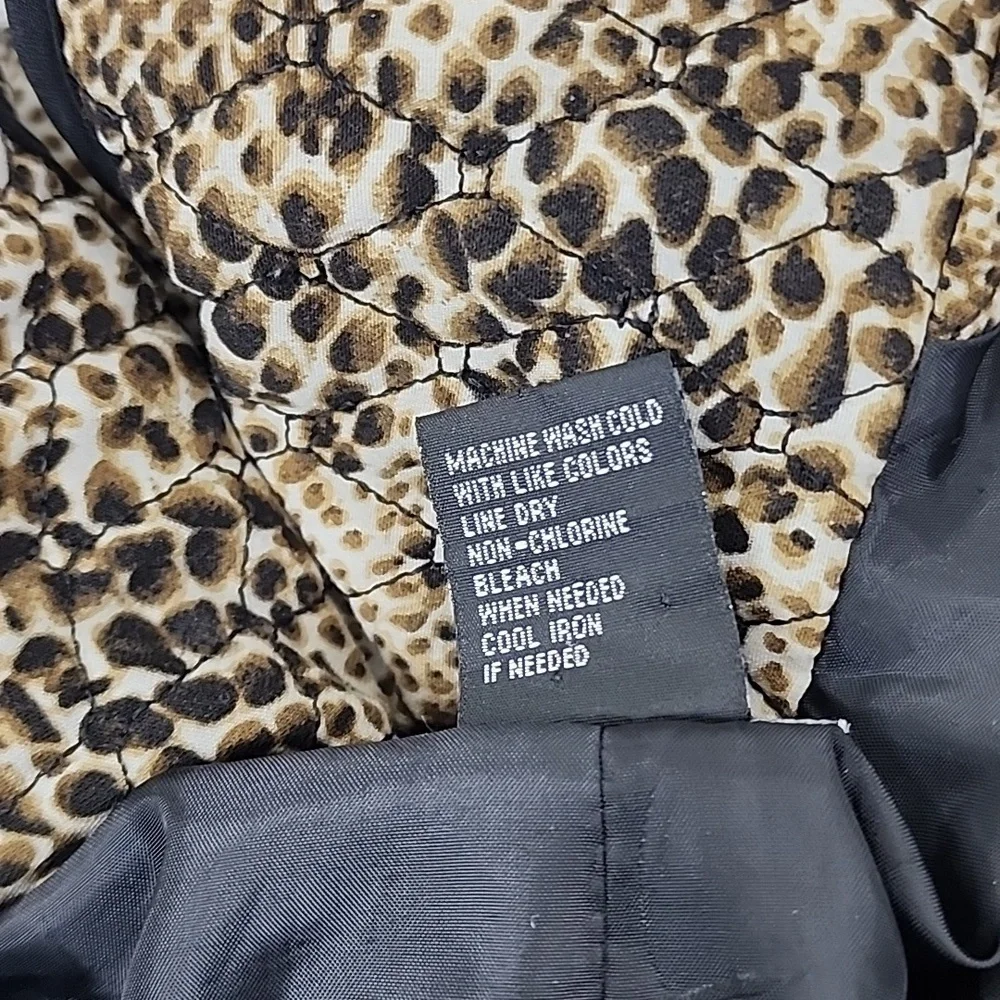 MACHINE WASH COLD
WITH LIKE COLORS
LINE DRY
NON-CHLORINE
BLEACH
WHEN NEEDED
COOL IRON
IF NEEDED